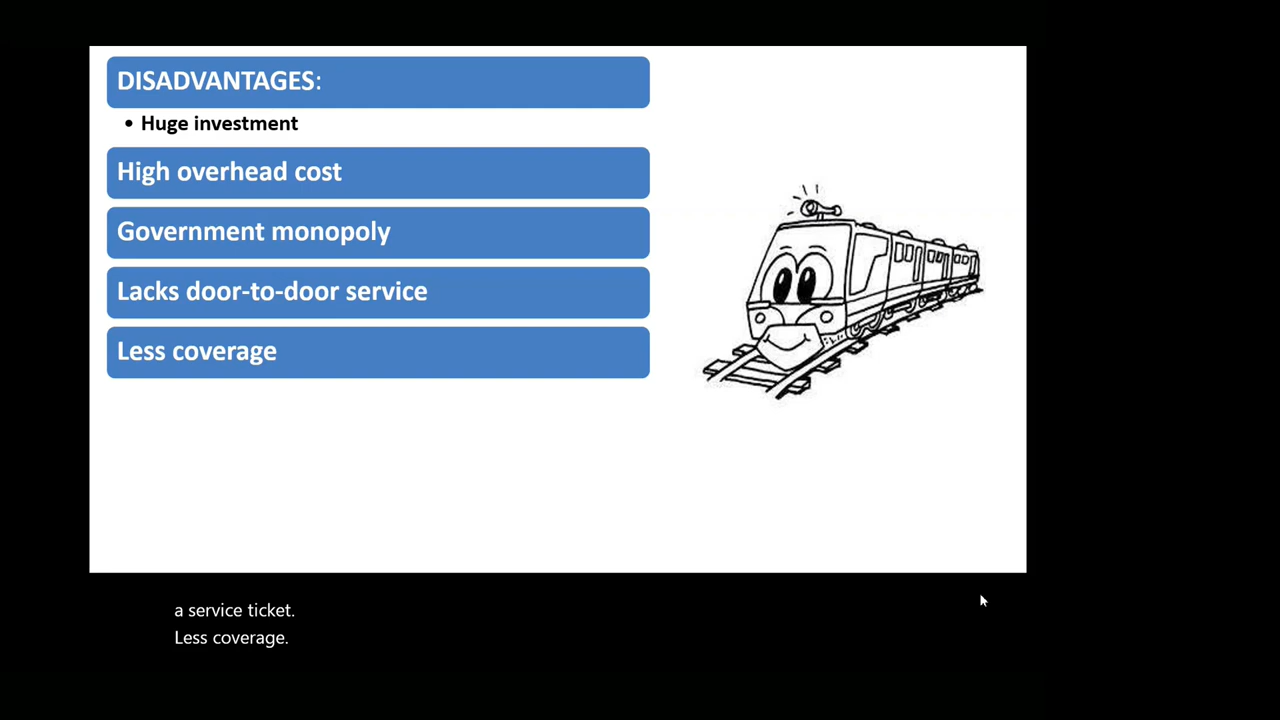 DISADVANTAGES:
• Huge investment
High overhead cost
Government monopoly
Lacks door-to-door service
Less coverage
a service ticket.
Less coverage.